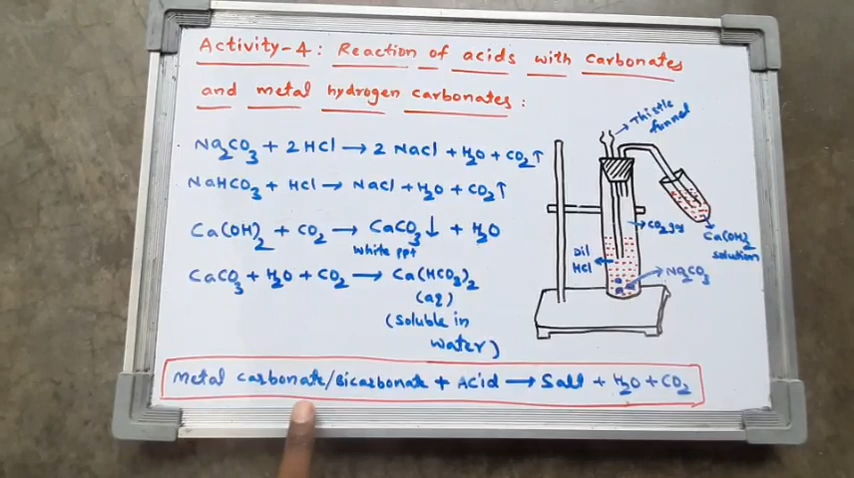 Activity-4: Reaction of acids with carbonates
and metal hydrogen carbonates:
Na₂CO₃ + 2HCl → 2 NaCl + H₂O + CO₂↑
NaHCO₃ + HCl → NaCl + H₂O + CO₂↑
Ca(OH)₂ + CO₂ → CaCO₃↓ + H₂O
white ppt
CaCO₃ + H₂O + CO₂ → Ca(HCO₃)₂
(aq)
(soluble in
water)
Thistle
funnel
CO₂ gas
Ca(OH)₂
solution
Dil
HCl
Na₂CO₃
Metal carbonate/Bicarbonate + Acid → Salt + H₂O + CO₂